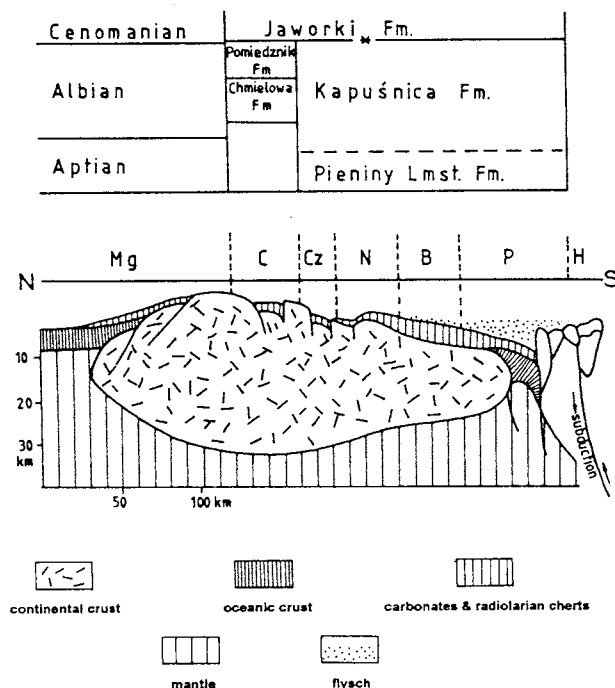 Cenomanian Jaworki Fm.
Pomiedznik
Fm
Albian Chmielowa
Fm Kapuśnica Fm.
Aptian Pieniny Lmst. Fm.
Mg C Cz N B P H
N S
10
20
30
km
50 100 km
subduction
continental crust oceanic crust carbonates & radiolarian cherts
mantle flysch